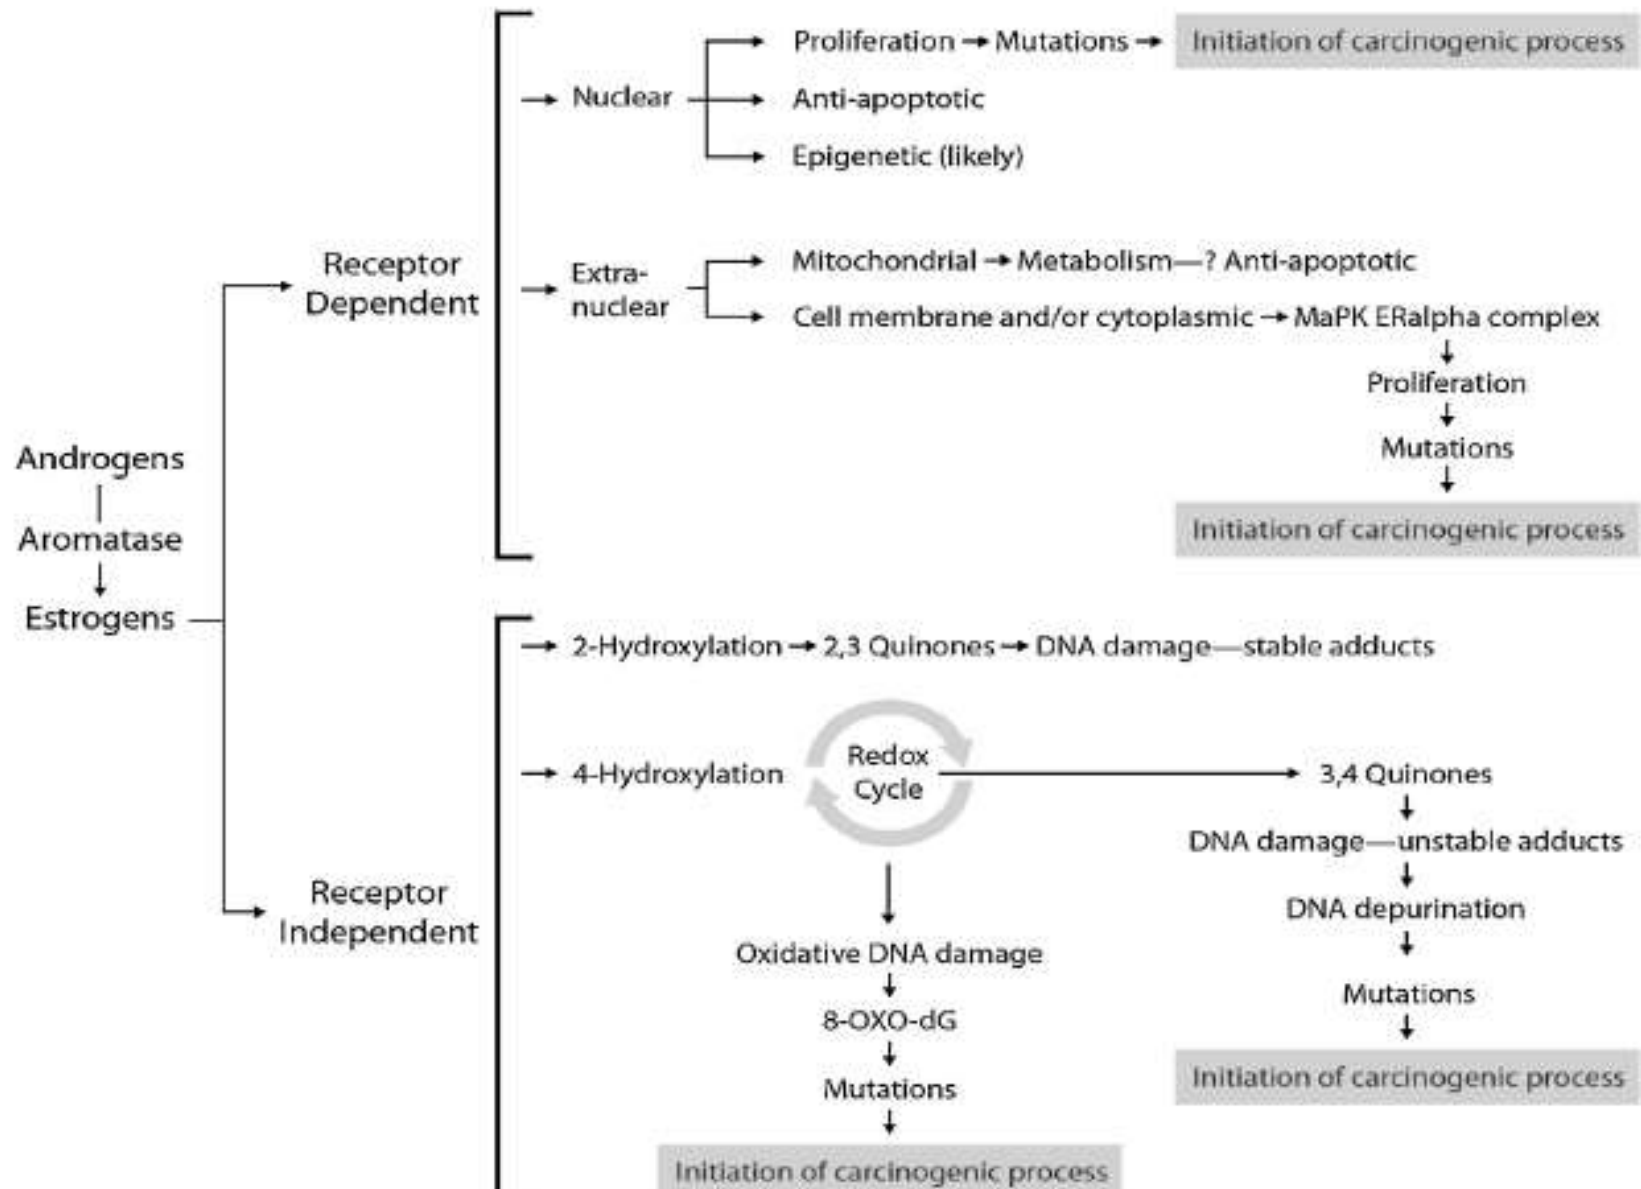 Proliferation → Mutations → Initiation of carcinogenic process
Nuclear
Anti-apoptotic
Epigenetic (likely)
Receptor
Dependent
Extra-
nuclear
Mitochondrial → Metabolism—? Anti-apoptotic
Cell membrane and/or cytoplasmic → MaPK ERalpha complex
Proliferation
Mutations
Initiation of carcinogenic process
Androgens
Aromatase
Estrogens
2-Hydroxylation → 2,3 Quinones → DNA damage—stable adducts
4-Hydroxylation
Redox
Cycle
3,4 Quinones
DNA damage—unstable adducts
DNA depurination
Mutations
Initiation of carcinogenic process
Receptor
Independent
Oxidative DNA damage
8-OXO-dG
Mutations
Initiation of carcinogenic process